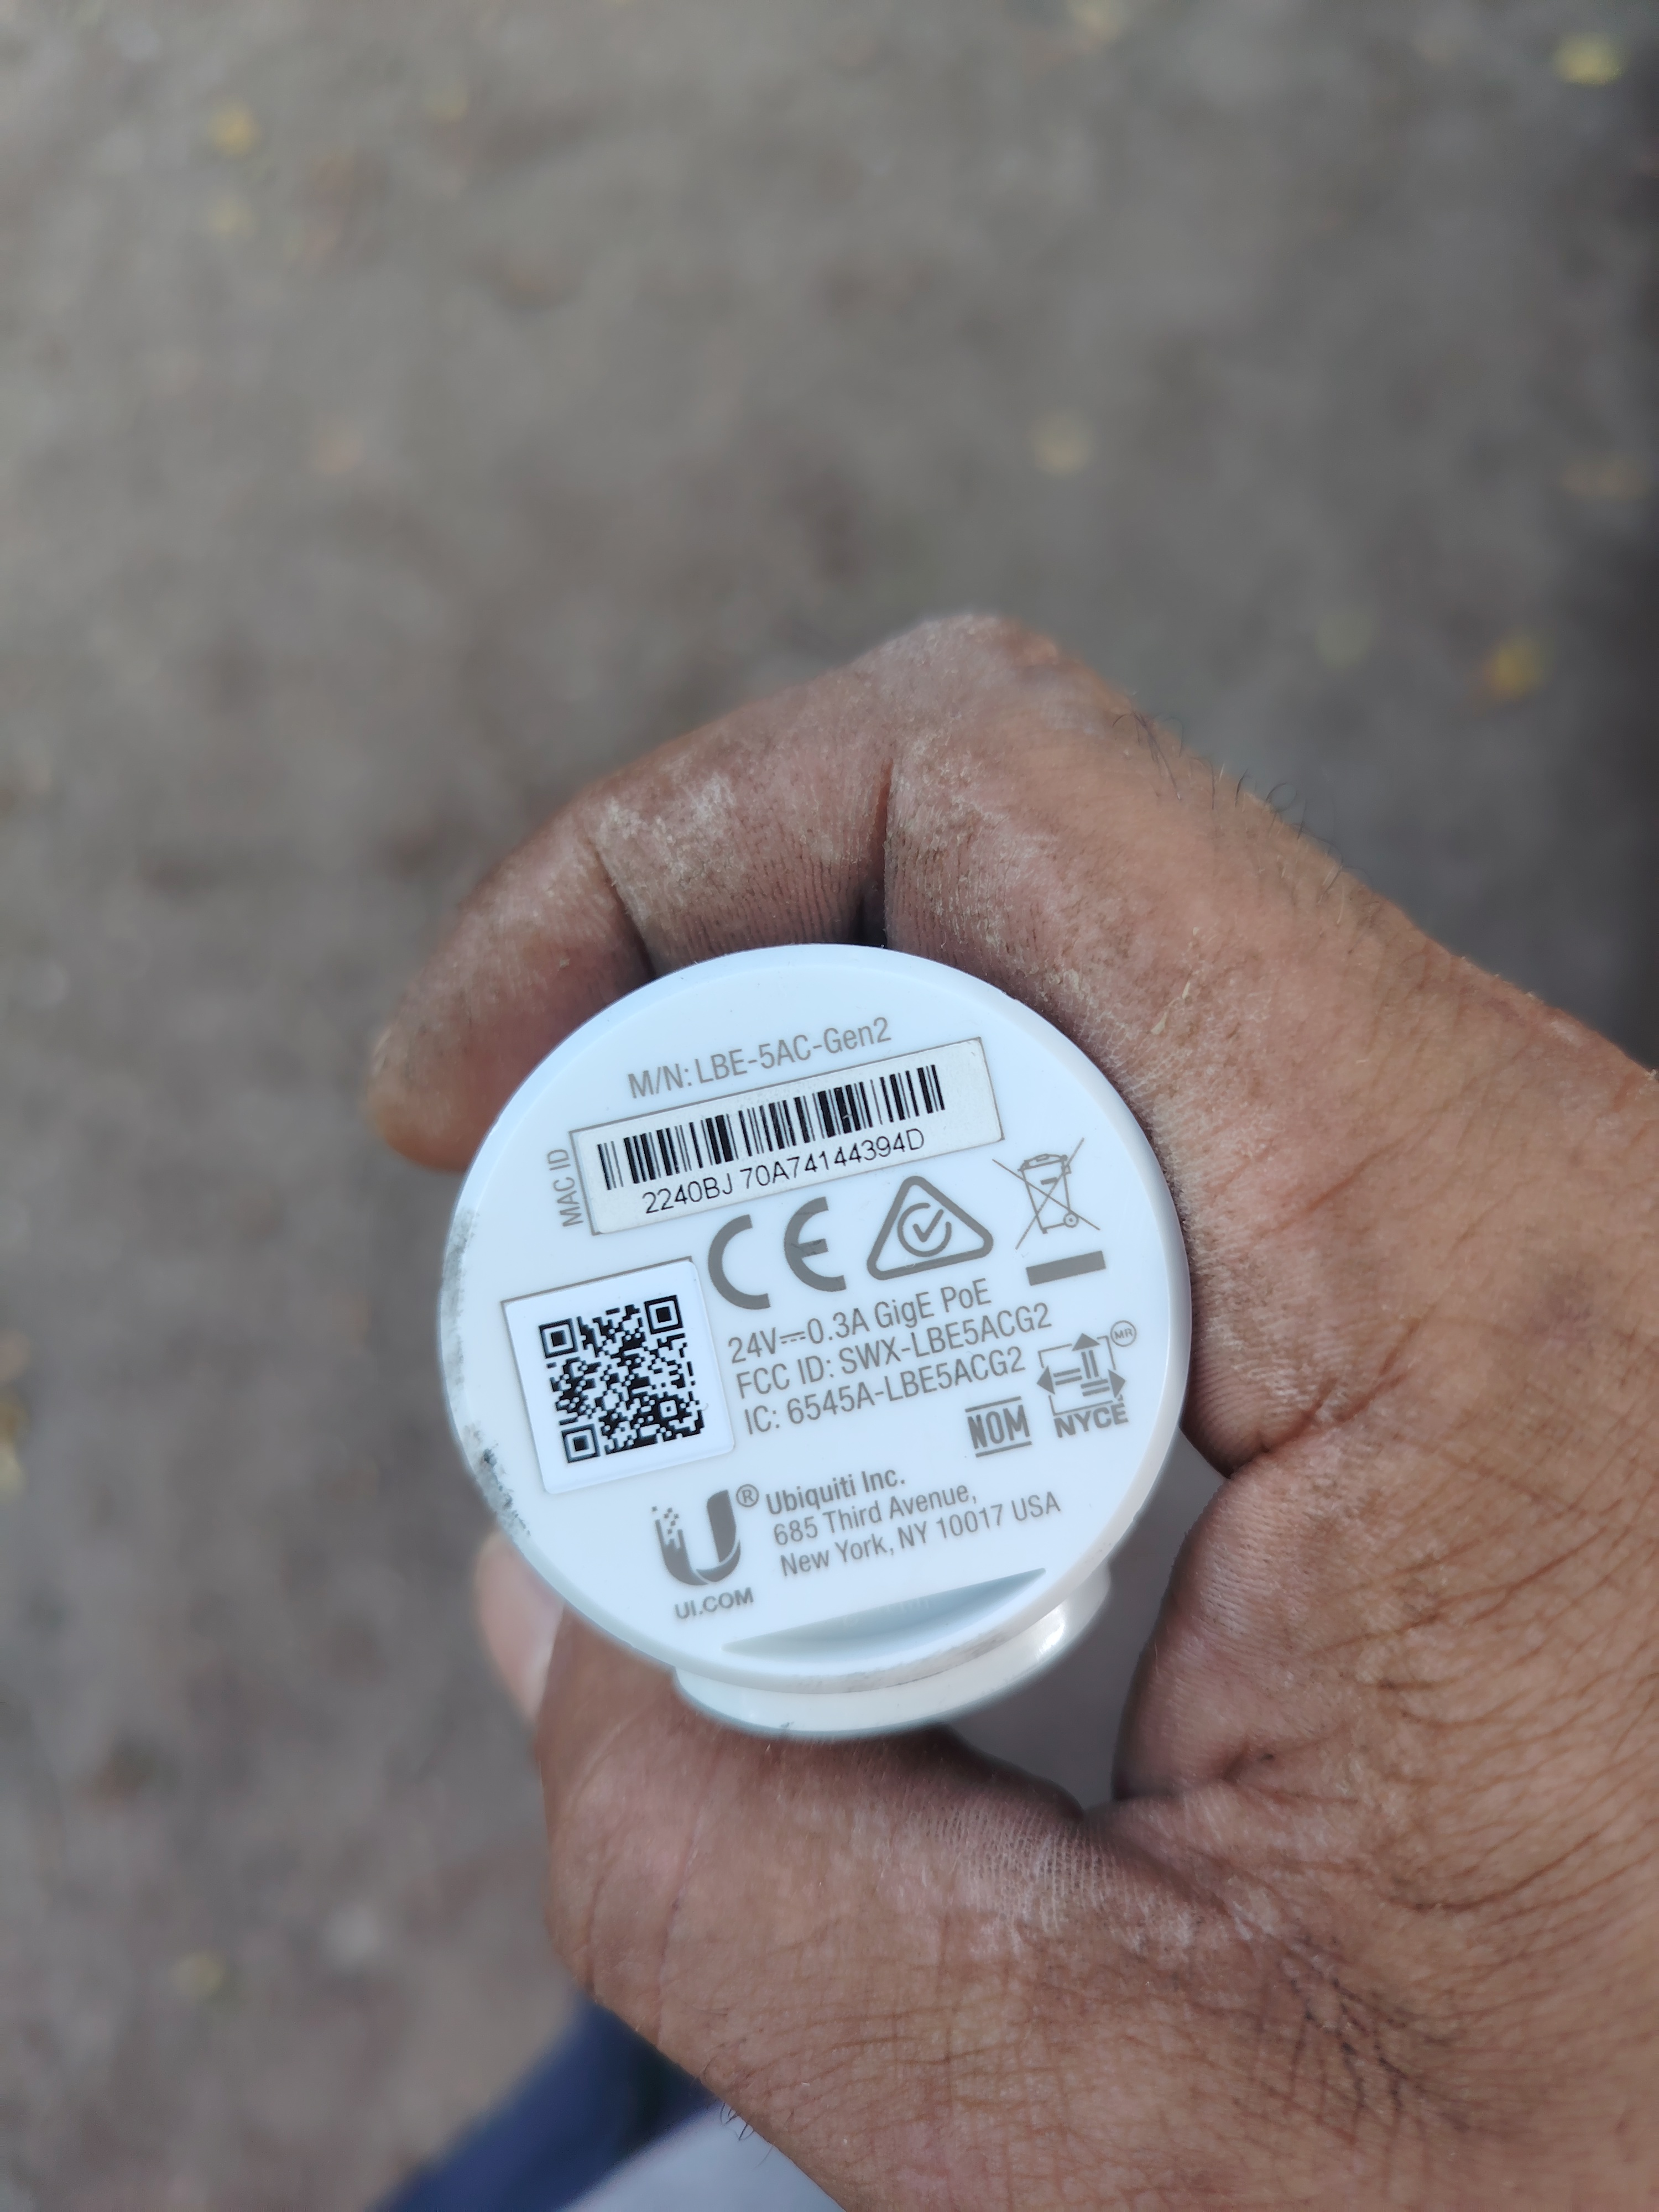 M/N: LBE-5AC-Gen2
MAC ID
2240BJ 70A74144394D
CE
24V⎓0.3A GigE PoE
FCC ID: SWX-LBE5ACG2
IC: 6545A-LBE5ACG2
MR
NOM
NYCE
U®
Ubiquiti Inc.
685 Third Avenue,
New York, NY 10017 USA
UI.COM